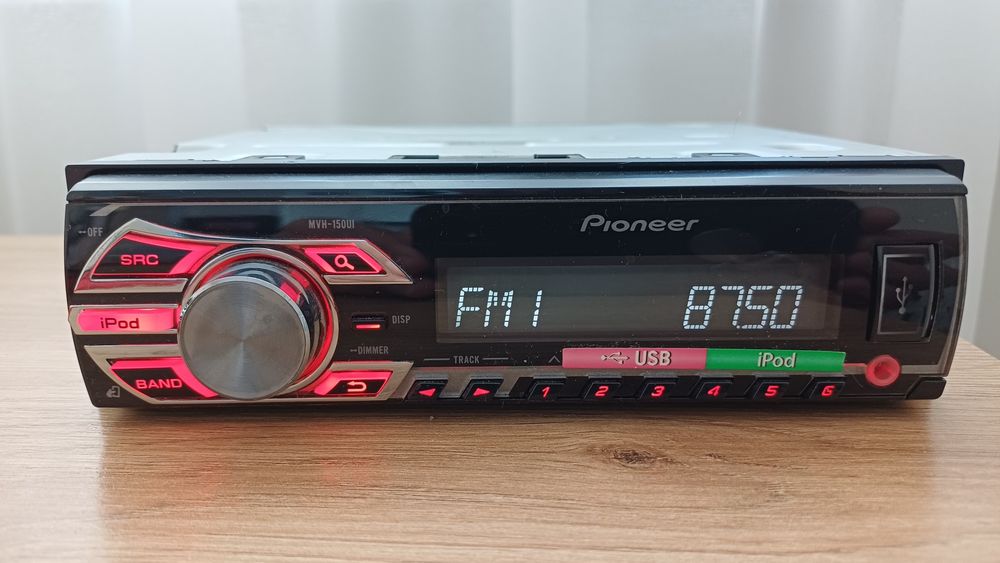 Pioneer
MVH-150UI
OFF
SRC
iPod
BAND
DISP
DIMMER
FM1 87.50
TRACK
USB iPod
1 2 3 4 5 6